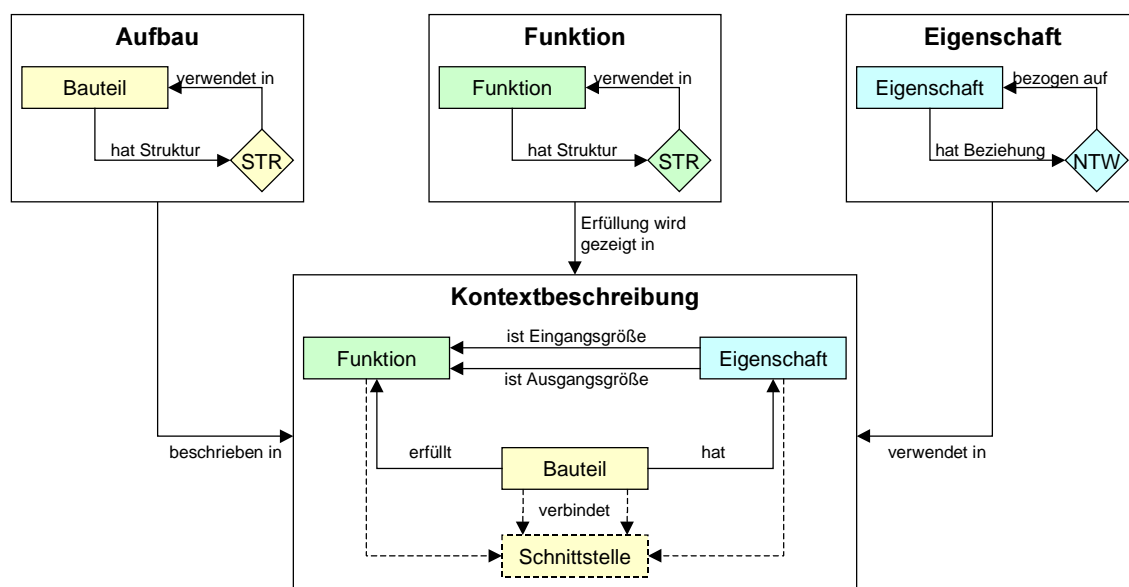 Aufbau
Bauteil
verwendet in
hat Struktur
STR
Funktion
Funktion
verwendet in
hat Struktur
STR
Eigenschaft
Eigenschaft
bezogen auf
hat Beziehung
NTW
Erfüllung wird
gezeigt in
Kontextbeschreibung
ist Eingangsgröße
Funktion
Eigenschaft
ist Ausgangsgröße
beschrieben in
erfüllt
Bauteil
hat
verwendet in
verbindet
Schnittstelle